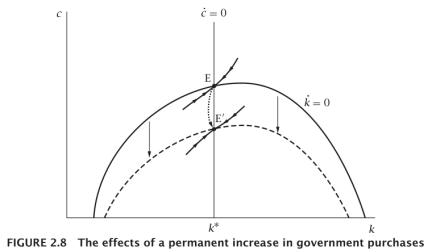 c
ċ = 0
E
k̇ = 0
E′
k*
k
FIGURE 2.8 The effects of a permanent increase in government purchases